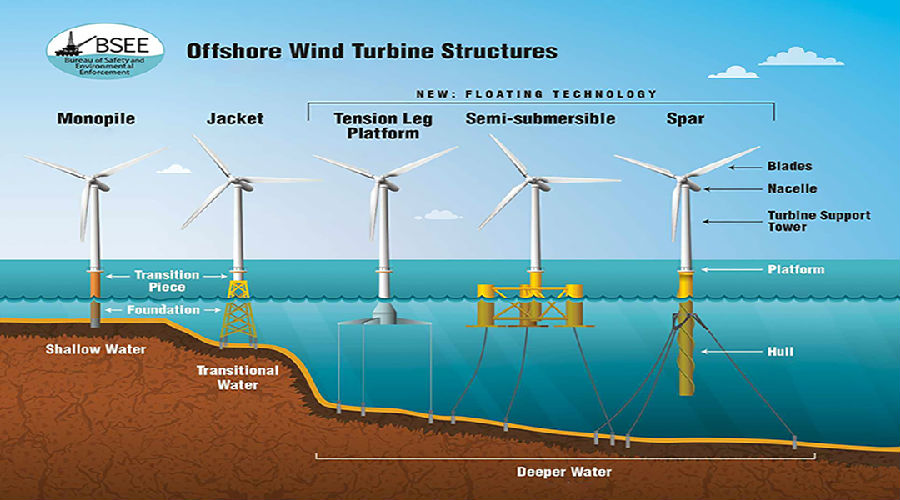 BSEE
Bureau of Safety and
Environmental
Enforcement
Offshore Wind Turbine Structures
NEW: FLOATING TECHNOLOGY
Monopile
Jacket
Tension Leg
Platform
Semi-submersible
Spar
Blades
Nacelle
Turbine Support
Tower
Transition
Piece
Platform
Foundation
Shallow Water
Hull
Transitional
Water
Deeper Water